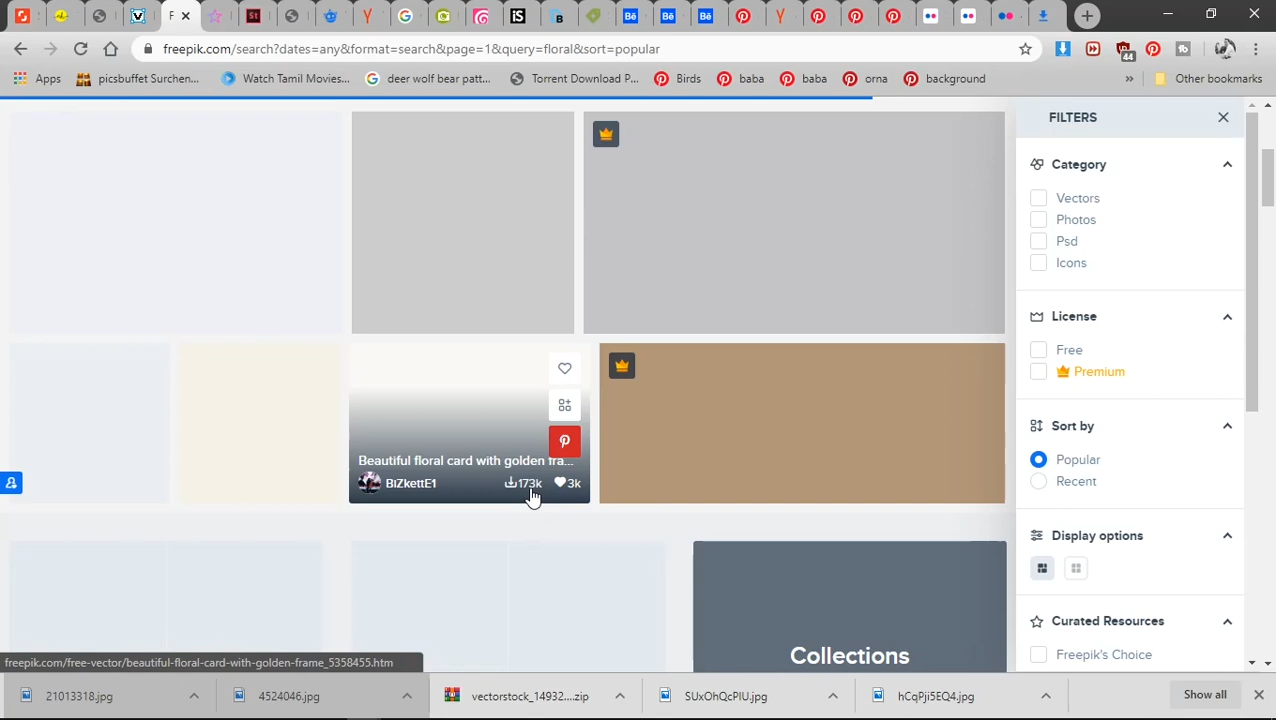 F
iS
freepik.com/search?dates=any&format=search&page=1&query=floral&sort=popular
44
Apps
picsbuffet Surchen...
Watch Tamil Movies...
deer wolf bear patt...
Torrent Download P...
Birds
baba
baba
orna
background
»
Other bookmarks
FILTERS
Category
Vectors
Photos
Psd
Icons
License
Free
Premium
Sort by
Popular
Recent
Display options
Curated Resources
Freepik's Choice
Beautiful floral card with golden fra...
BiZkettE1
173k
3k
Collections
freepik.com/free-vector/beautiful-floral-card-with-golden-frame_5358455.htm
21013318.jpg
4524046.jpg
vectorstock_14932....zip
SUxOhQcPIU.jpg
hCqPji5EQ4.jpg
Show all